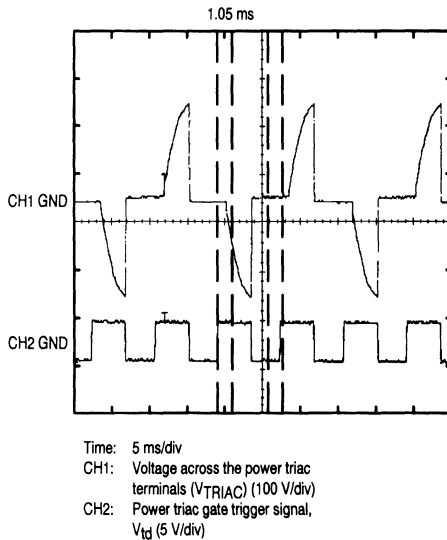 1.05 ms
CH1 GND
CH2 GND
Time: 5 ms/div
CH1: Voltage across the power triac
terminals (VTRIAC) (100 V/div)
CH2: Power triac gate trigger signal,
Vtd (5 V/div)